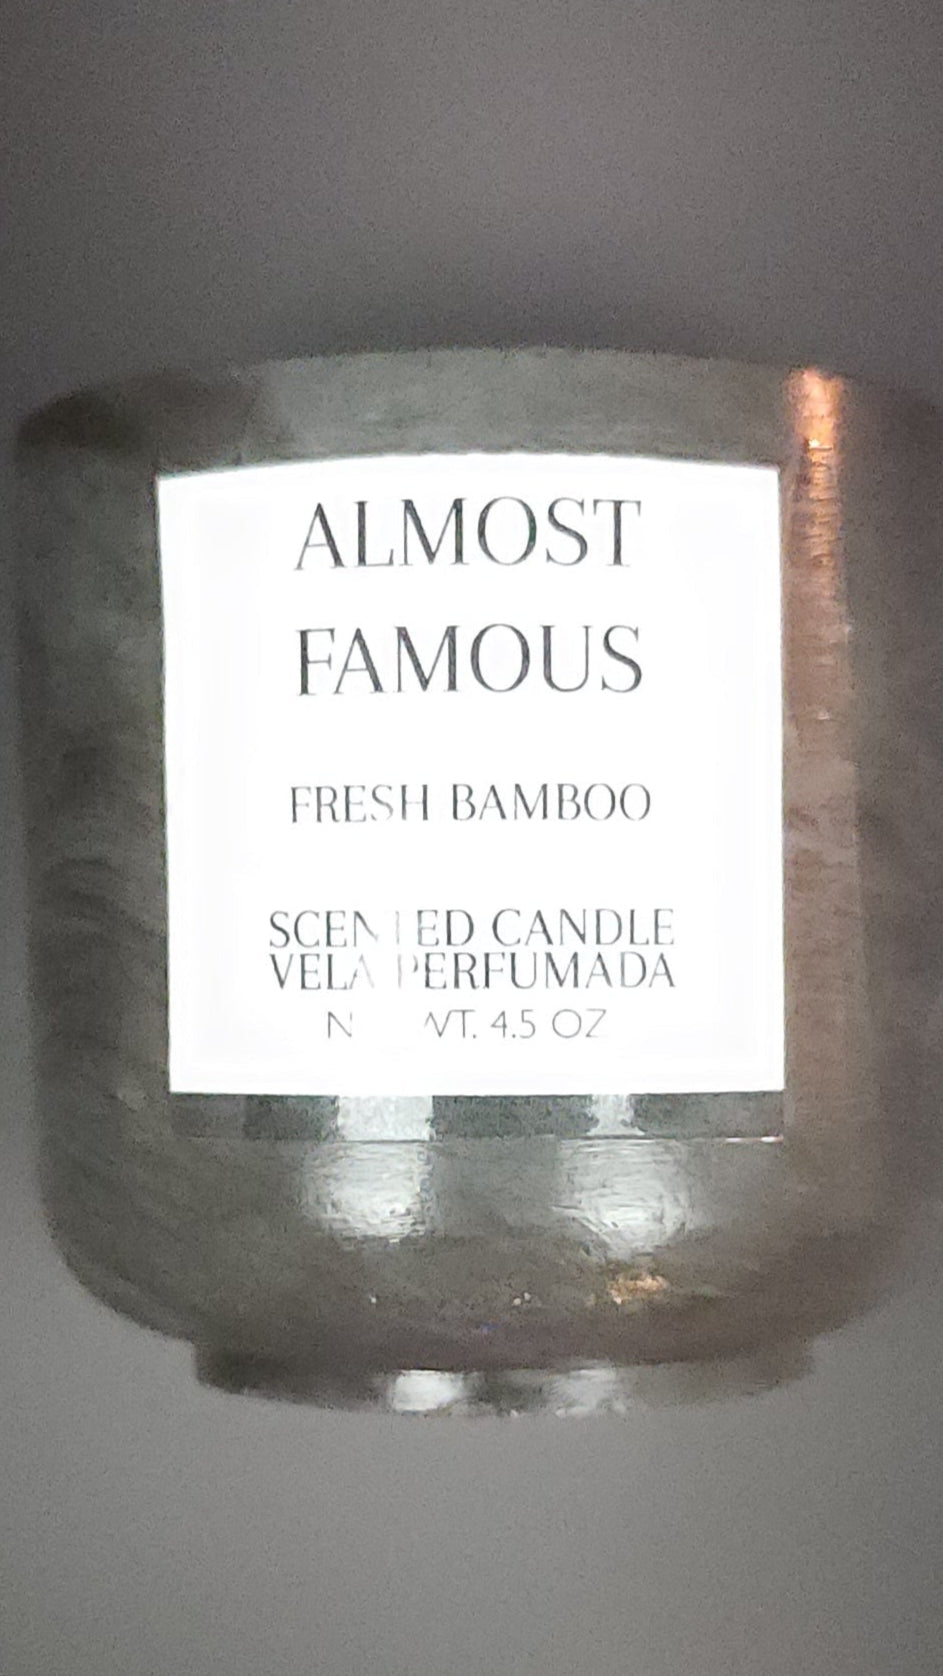 ALMOST
FAMOUS
FRESH BAMBOO
SCENTED CANDLE
VELA PERFUMADA
WT. 4.5 OZ